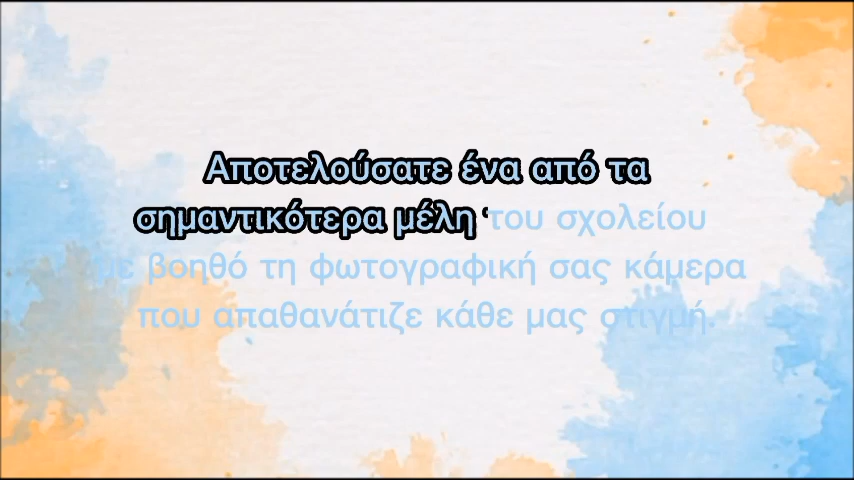 Αποτελούσατε ένα από τα
σημαντικότερα μέλη του σχολείου
με βοηθό τη φωτογραφική σας κάμερα
που απαθανάτιζε κάθε μας στιγμή.